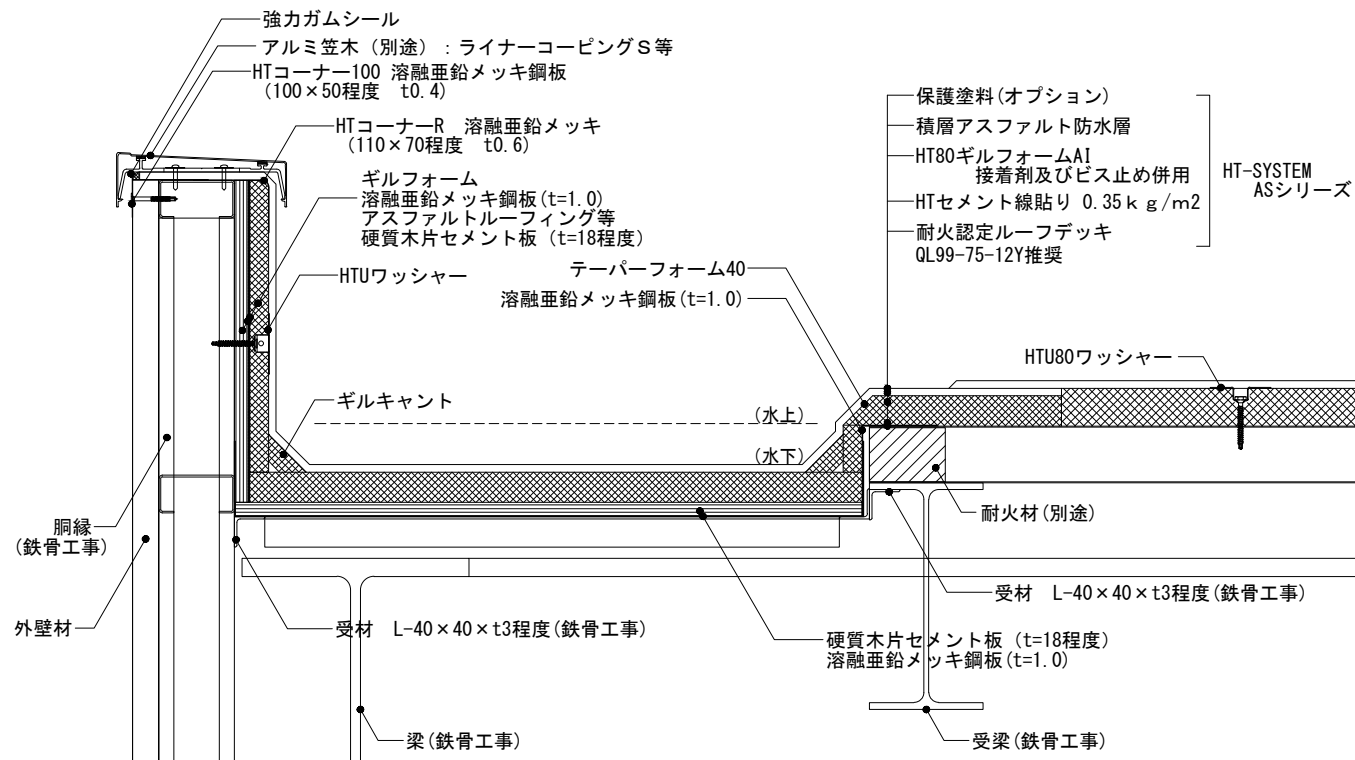 強力ガムシール
アルミ笠木（別途）：ライナーコーピングＳ等
HTコーナー100 溶融亜鉛メッキ鋼板
(100×50程度　t0.4)
HTコーナーR　溶融亜鉛メッキ
(110×70程度　t0.6)
ギルフォーム
溶融亜鉛メッキ鋼板(t=1.0)
アスファルトルーフィング等
硬質木片セメント板（t=18程度）
HTUワッシャー
テーパーフォーム40
溶融亜鉛メッキ鋼板(t=1.0)
保護塗料(オプション)
積層アスファルト防水層
HT80ギルフォームAI
接着剤及びビス止め併用
HTセメント線貼り 0.35ｋｇ/m2
耐火認定ルーフデッキ
QL99-75-12Y推奨
HT-SYSTEM
ASシリーズ
HTU80ワッシャー
ギルキャント
(水上)
(水下)
胴縁
(鉄骨工事)
耐火材(別途)
外壁材
受材　L-40×40×t3程度(鉄骨工事)
受材　L-40×40×t3程度(鉄骨工事)
硬質木片セメント板（t=18程度）
溶融亜鉛メッキ鋼板(t=1.0)
梁(鉄骨工事)
受梁(鉄骨工事)